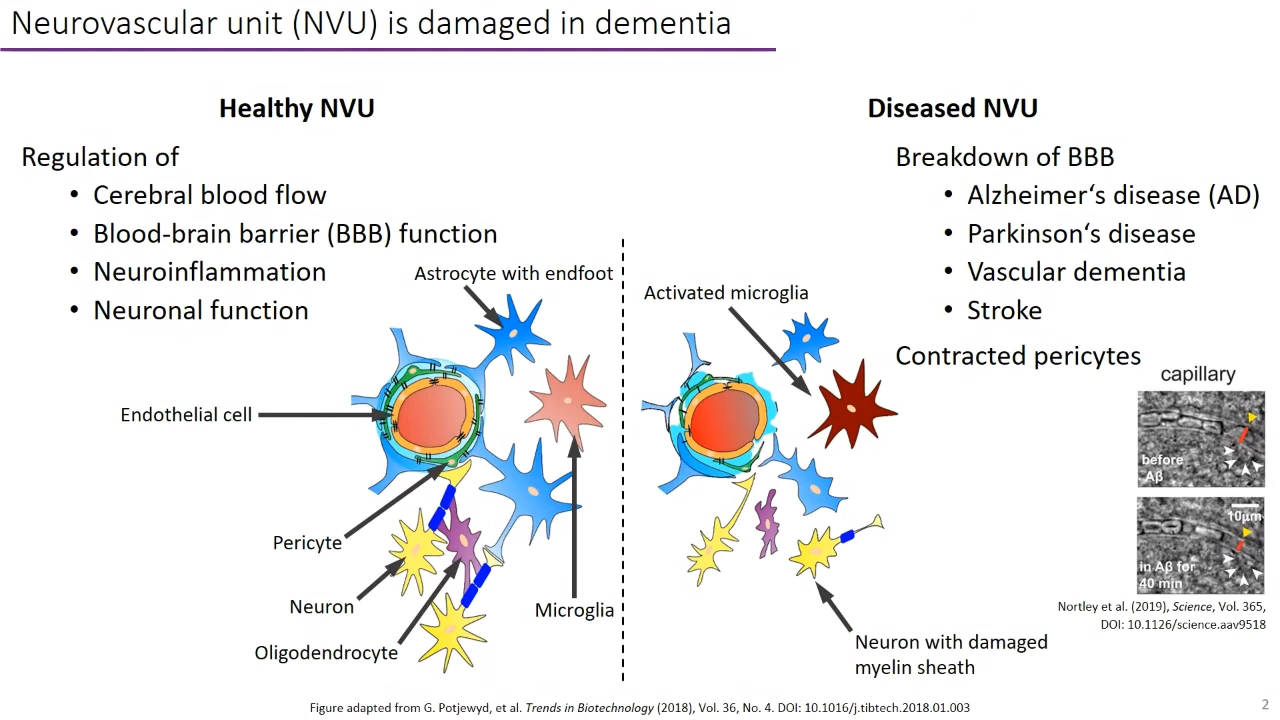 Neurovascular unit (NVU) is damaged in dementia
Healthy NVU
Regulation of
• Cerebral blood flow
• Blood-brain barrier (BBB) function
• Neuroinflammation
• Neuronal function
Astrocyte with endfoot
Endothelial cell
Pericyte
Neuron
Oligodendrocyte
Microglia
Diseased NVU
Breakdown of BBB
• Alzheimer‘s disease (AD)
• Parkinson‘s disease
• Vascular dementia
• Stroke
Contracted pericytes
Activated microglia
capillary
before
Aβ
10μm
in Aβ for
40 min
Nortley et al. (2019), Science, Vol. 365,
DOI: 10.1126/science.aav9518
Neuron with damaged
myelin sheath
Figure adapted from G. Potjewyd, et al. Trends in Biotechnology (2018), Vol. 36, No. 4. DOI: 10.1016/j.tibtech.2018.01.003
2